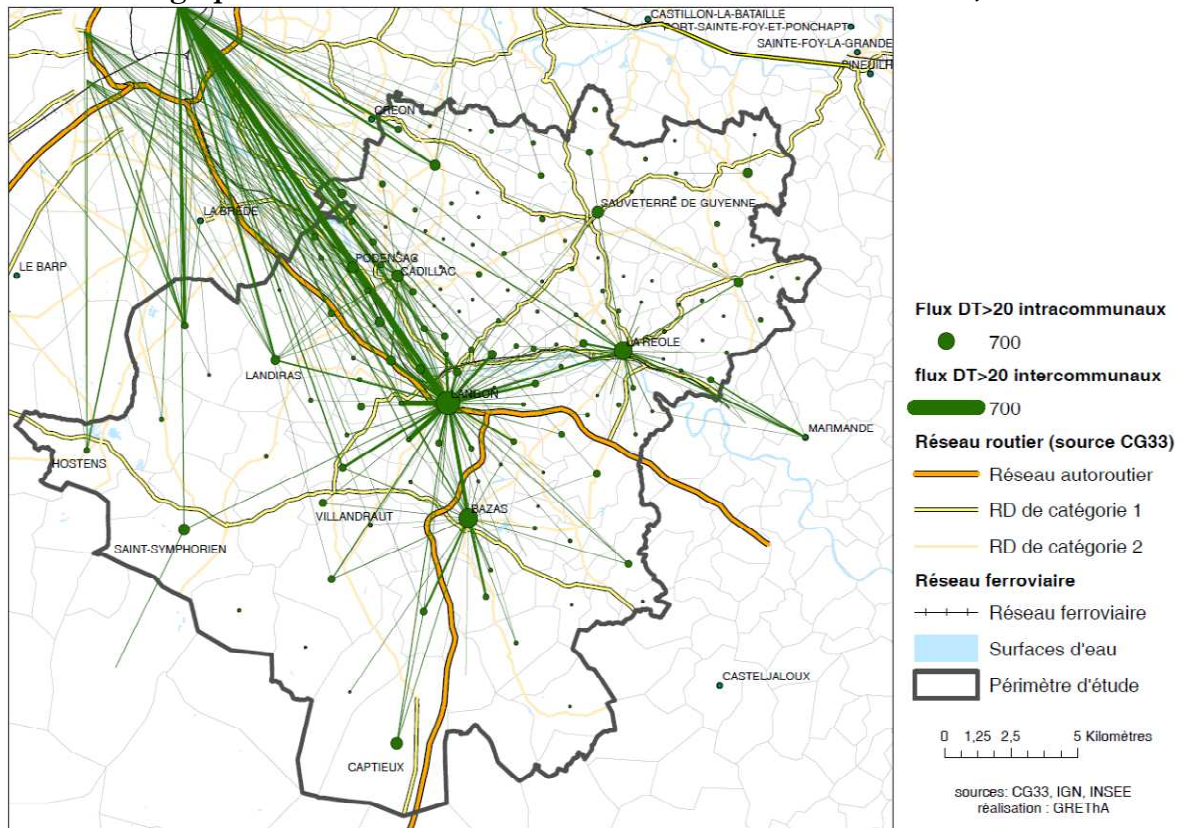 CASTILLON-LA-BATAILLE
PORT-SAINTE-FOY-ET-PONCHAPT
SAINTE-FOY-LA-GRANDE
PINEUILH
CREON
LA BREDE
SAUVETERRE DE GUYENNE
LE BARP
PODENSAC
CADILLAC
LA REOLE
LANDIRAS
LANGON
MARMANDE
HOSTENS
BAZAS
VILLANDRAUT
SAINT-SYMPHORIEN
CASTELJALOUX
CAPTIEUX
Flux DT>20 intracommunaux
700
flux DT>20 intercommunaux
700
Réseau routier (source CG33)
Réseau autoroutier
RD de catégorie 1
RD de catégorie 2
Réseau ferroviaire
Réseau ferroviaire
Surfaces d'eau
Périmètre d'étude
0 1,25 2,5 5 Kilomètres
sources: CG33, IGN, INSEE
réalisation : GREThA